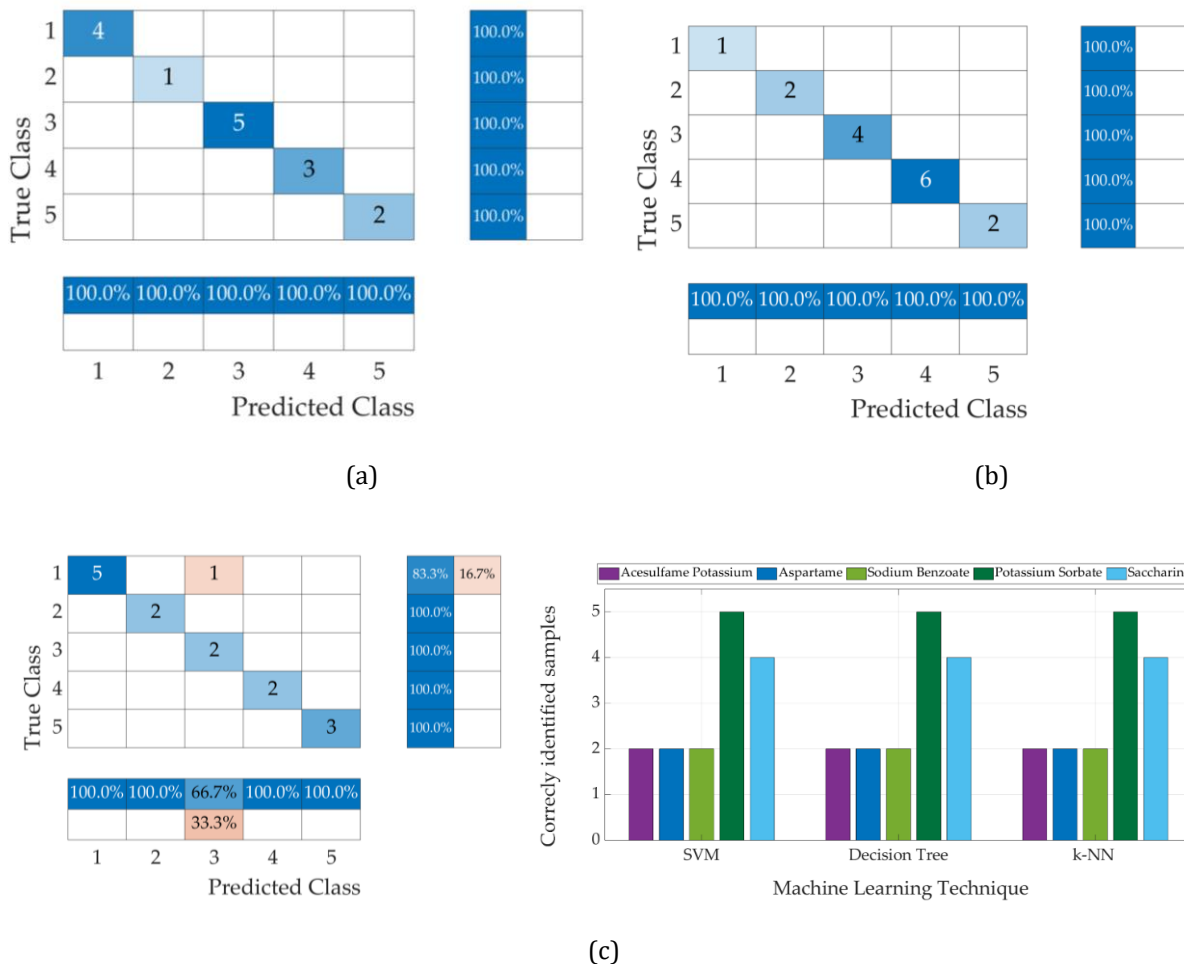 1 4 100.0%
2 1 100.0%
3 5 100.0%
4 3 100.0%
5 2 100.0%
True Class
100.0% 100.0% 100.0% 100.0% 100.0%
1 2 3 4 5
Predicted Class
(a)
1 1 100.0%
2 2 100.0%
3 4 100.0%
4 6 100.0%
5 2 100.0%
True Class
100.0% 100.0% 100.0% 100.0% 100.0%
1 2 3 4 5
Predicted Class
(b)
1 5 1 83.3% 16.7%
2 2 100.0%
3 2 100.0%
4 2 100.0%
5 3 100.0%
True Class
100.0% 100.0% 66.7% 100.0% 100.0%
33.3%
1 2 3 4 5
Predicted Class
Acesulfame Potassium Aspartame Sodium Benzoate Potassium Sorbate Saccharin
5
4
3
2
1
0
Correcly identified samples
SVM Decision Tree k-NN
Machine Learning Technique
(c)